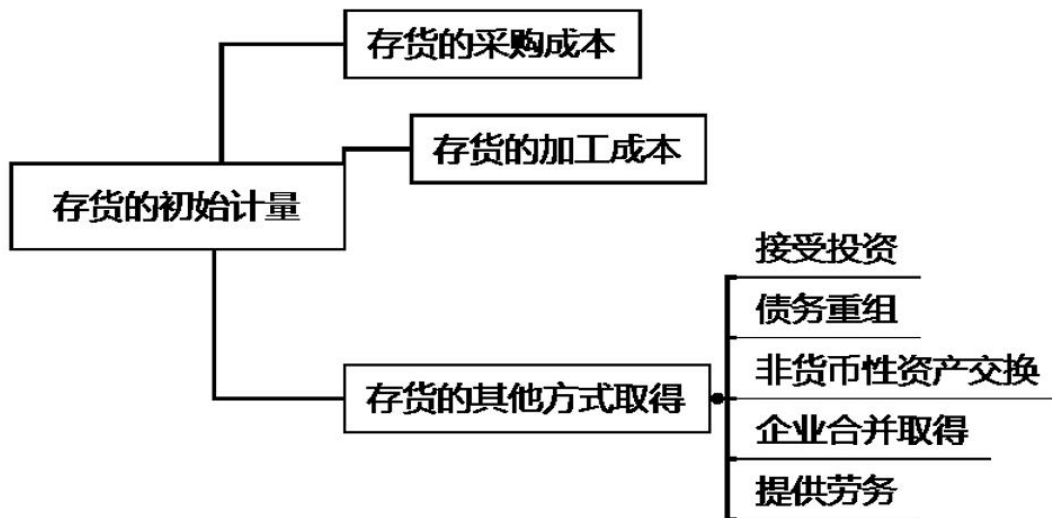 存货的采购成本
存货的加工成本
存货的初始计量
接受投资
债务重组
非货币性资产交换
存货的其他方式取得
企业合并取得
提供劳务